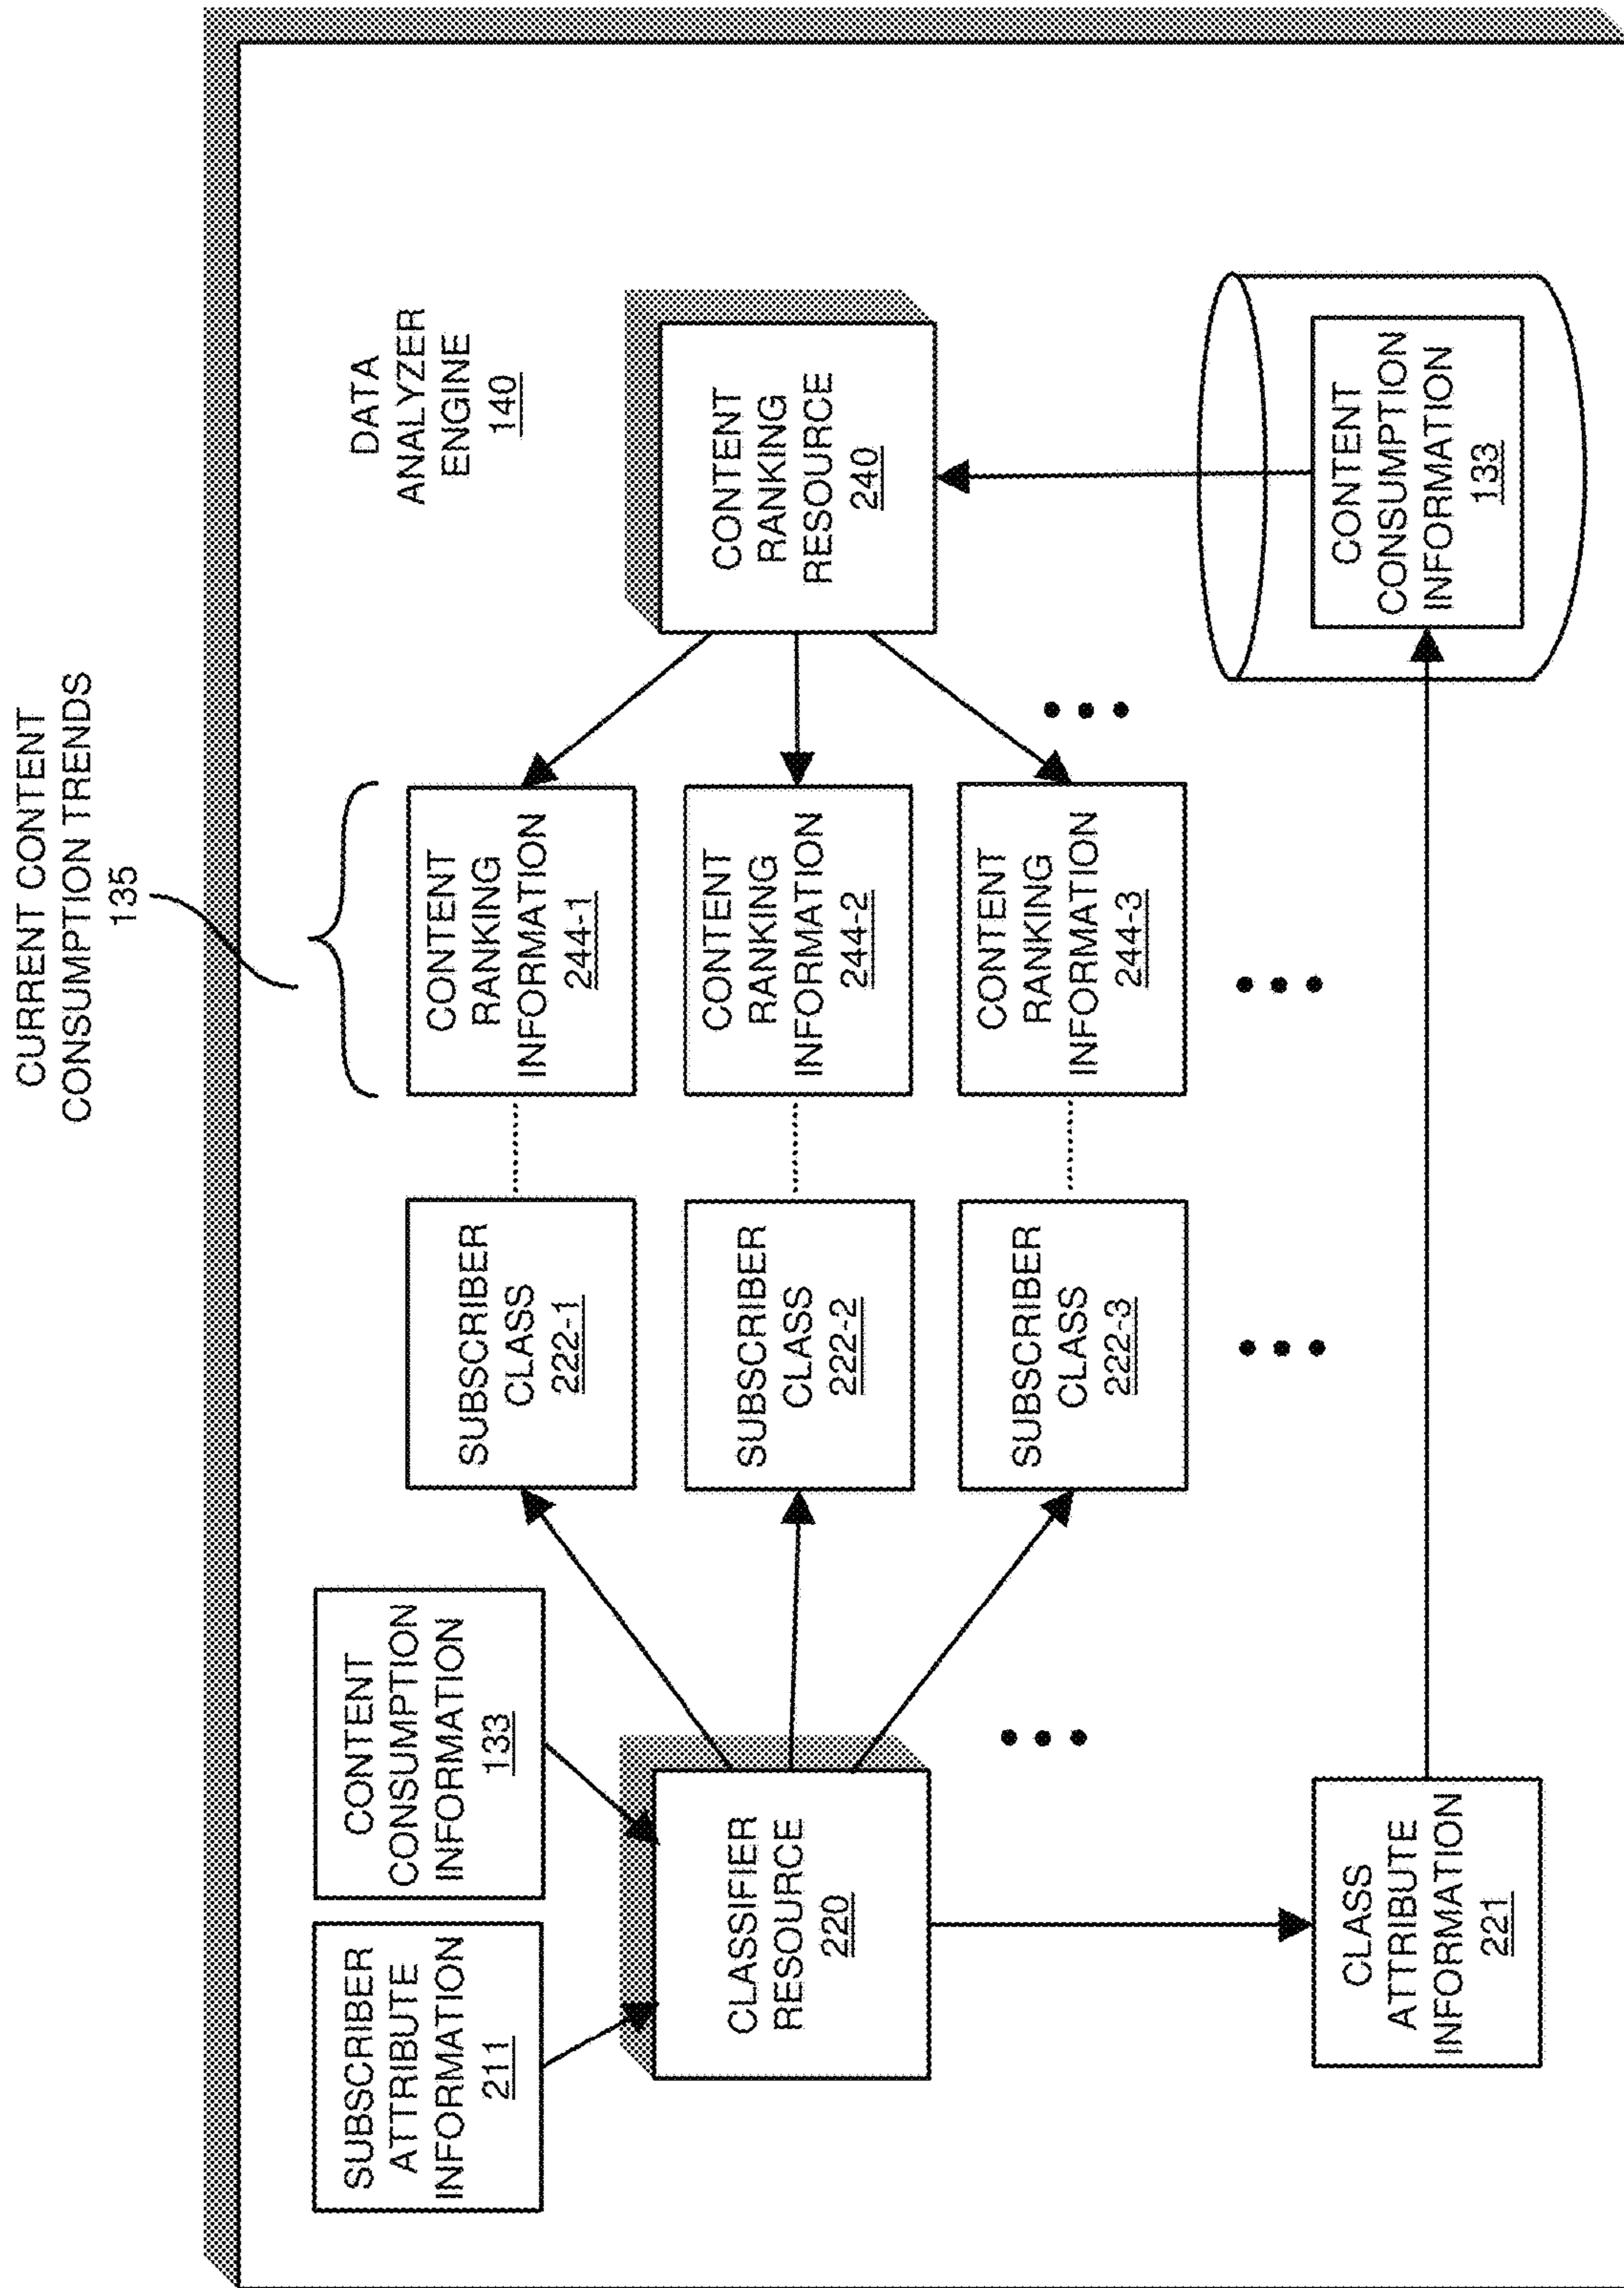 CURRENT CONTENT
CONSUMPTION TRENDS
135
DATA
ANALYZER
ENGINE
140
SUBSCRIBER
ATTRIBUTE
INFORMATION
211
CONTENT
CONSUMPTION
INFORMATION
133
CLASSIFIER
RESOURCE
220
SUBSCRIBER
CLASS
222-1
SUBSCRIBER
CLASS
222-2
SUBSCRIBER
CLASS
222-3
CONTENT
RANKING
INFORMATION
244-1
CONTENT
RANKING
INFORMATION
244-2
CONTENT
RANKING
INFORMATION
244-3
CONTENT
RANKING
RESOURCE
240
CLASS
ATTRIBUTE
INFORMATION
221
CONTENT
CONSUMPTION
INFORMATION
133